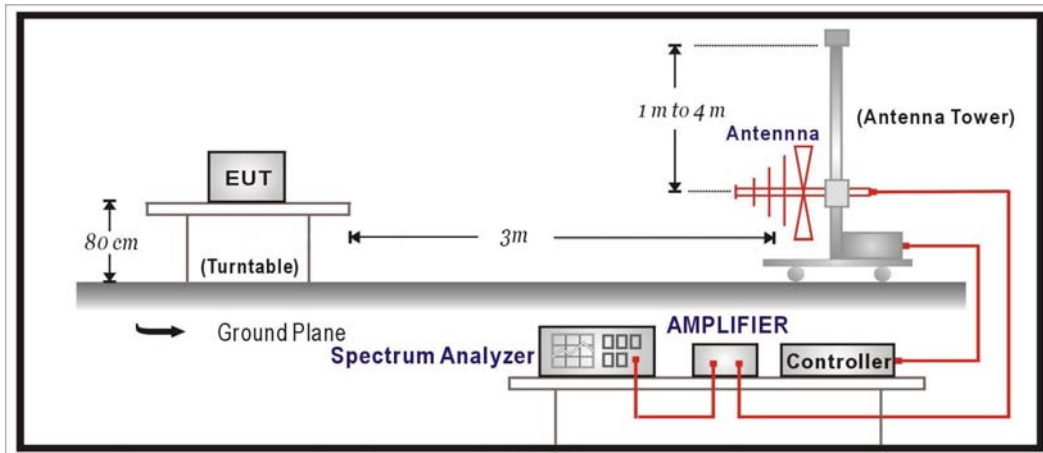 1 m to 4 m
(Antenna Tower)
Antennna
EUT
80 cm
3m
(Turntable)
Ground Plane
AMPLIFIER
Spectrum Analyzer
Controller